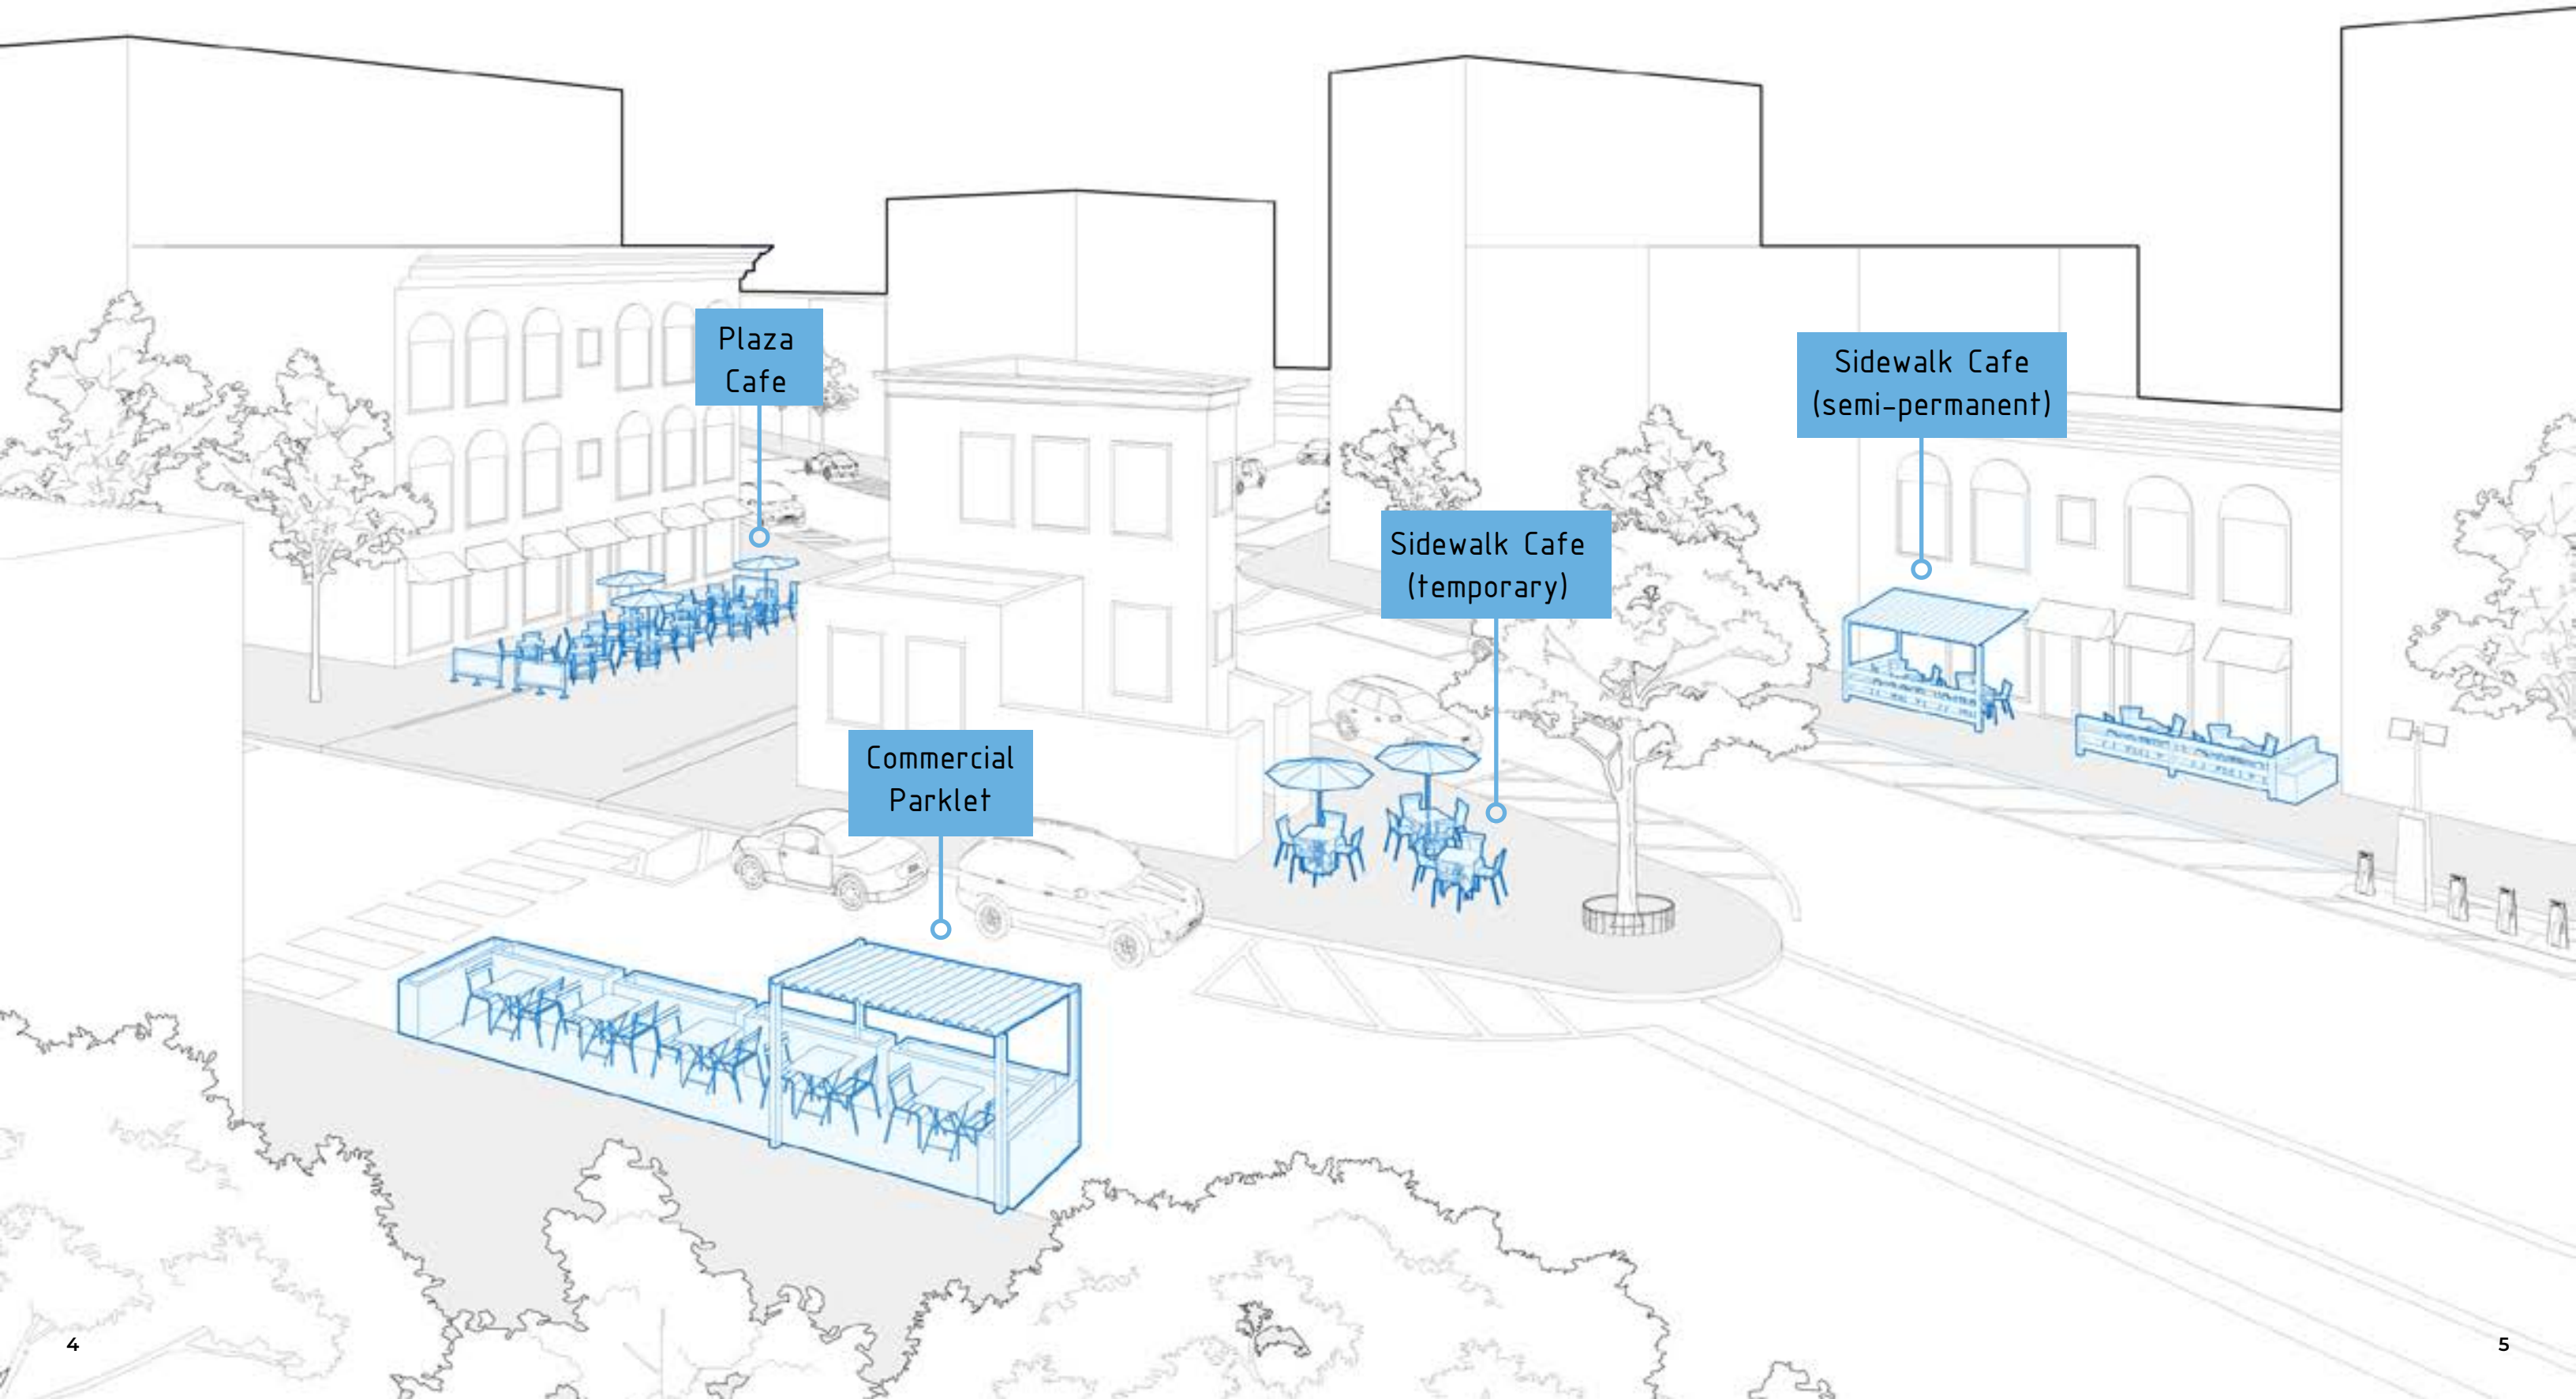 Plaza
Cafe
Sidewalk Cafe
(semi-permanent)
Sidewalk Cafe
(temporary)
Commercial
Parklet
4
5